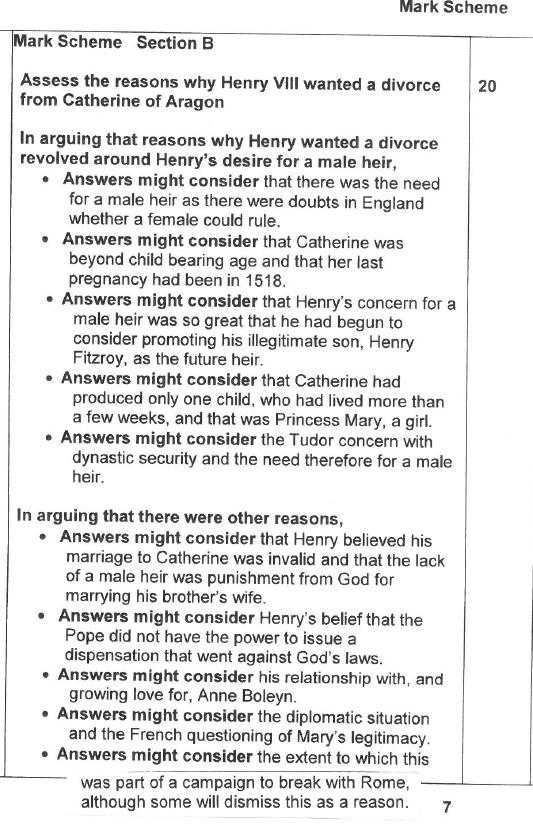 Mark Scheme
Mark Scheme Section B
Assess the reasons why Henry VIII wanted a divorce 20
from Catherine of Aragon
In arguing that reasons why Henry wanted a divorce
revolved around Henry's desire for a male heir,
• Answers might consider that there was the need
for a male heir as there were doubts in England
whether a female could rule.
• Answers might consider that Catherine was
beyond child bearing age and that her last
pregnancy had been in 1518.
• Answers might consider that Henry's concern for a
male heir was so great that he had begun to
consider promoting his illegitimate son, Henry
Fitzroy, as the future heir.
• Answers might consider that Catherine had
produced only one child, who had lived more than
a few weeks, and that was Princess Mary, a girl.
• Answers might consider the Tudor concern with
dynastic security and the need therefore for a male
heir.
In arguing that there were other reasons,
• Answers might consider that Henry believed his
marriage to Catherine was invalid and that the lack
of a male heir was punishment from God for
marrying his brother's wife.
• Answers might consider Henry's belief that the
Pope did not have the power to issue a
dispensation that went against God's laws.
• Answers might consider his relationship with, and
growing love for, Anne Boleyn.
• Answers might consider the diplomatic situation
and the French questioning of Mary's legitimacy.
• Answers might consider the extent to which this
was part of a campaign to break with Rome,
although some will dismiss this as a reason. 7